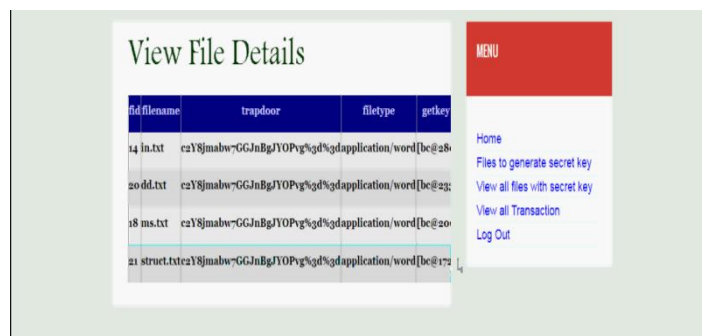 View File Details
fid filename trapdoor filetype getkey
14 in.txt c2Y8jmabw7GGJnBgJYOPvg%3d%3d application/word [bc@280
20 dd.txt c2Y8jmabw7GGJnBgJYOPvg%3d%3d application/word [bc@23
18 ms.txt c2Y8jmabw7GGJnBgJYOPvg%3d%3d application/word [bc@200
21 struct.txt c2Y8jmabw7GGJnBgJYOPvg%3d%3d application/word [bc@172
MENU
Home
Files to generate secret key
View all files with secret key
View all Transaction
Log Out